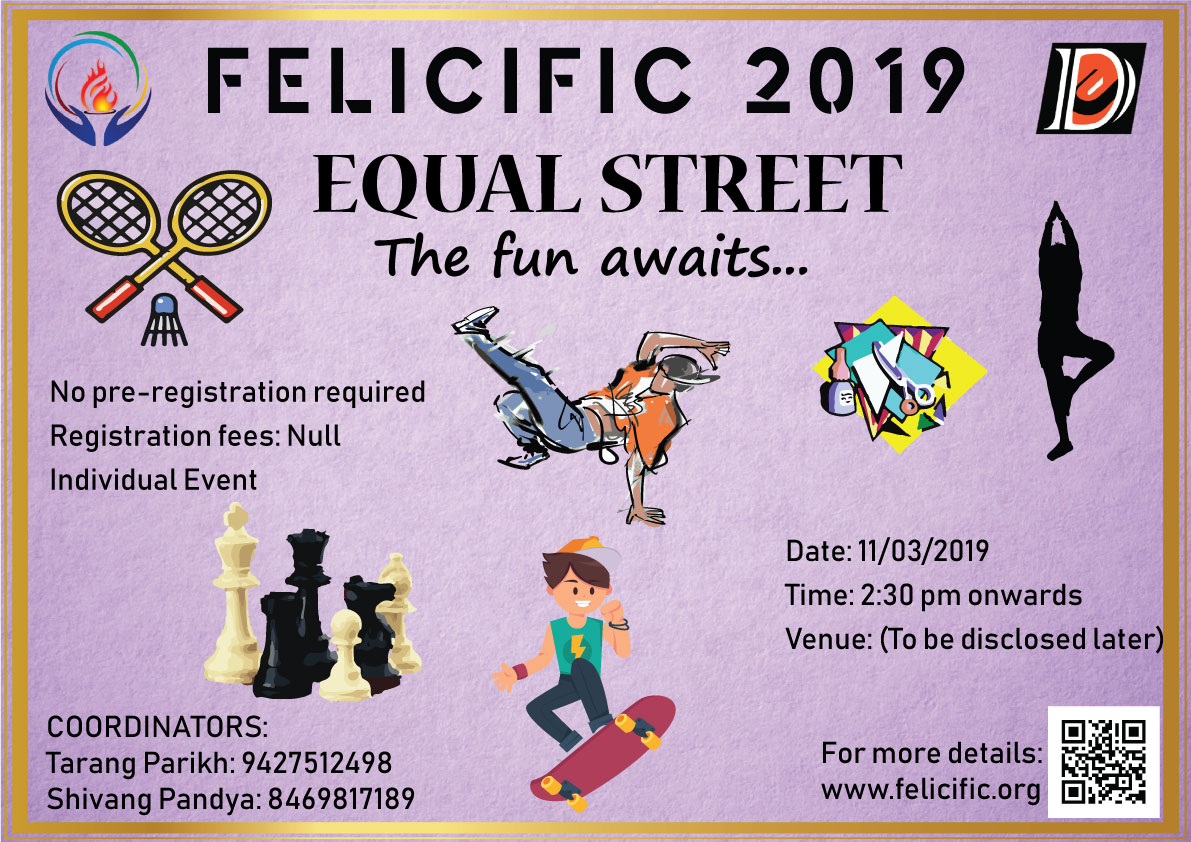 FELICIFIC 2019
EQUAL STREET
The fun awaits...
No pre-registration required
Registration fees: Null
Individual Event
Date: 11/03/2019
Time: 2:30 pm onwards
Venue: (To be disclosed later)
COORDINATORS:
Tarang Parikh: 9427512498
Shivang Pandya: 8469817189
For more details:
www.felicific.org